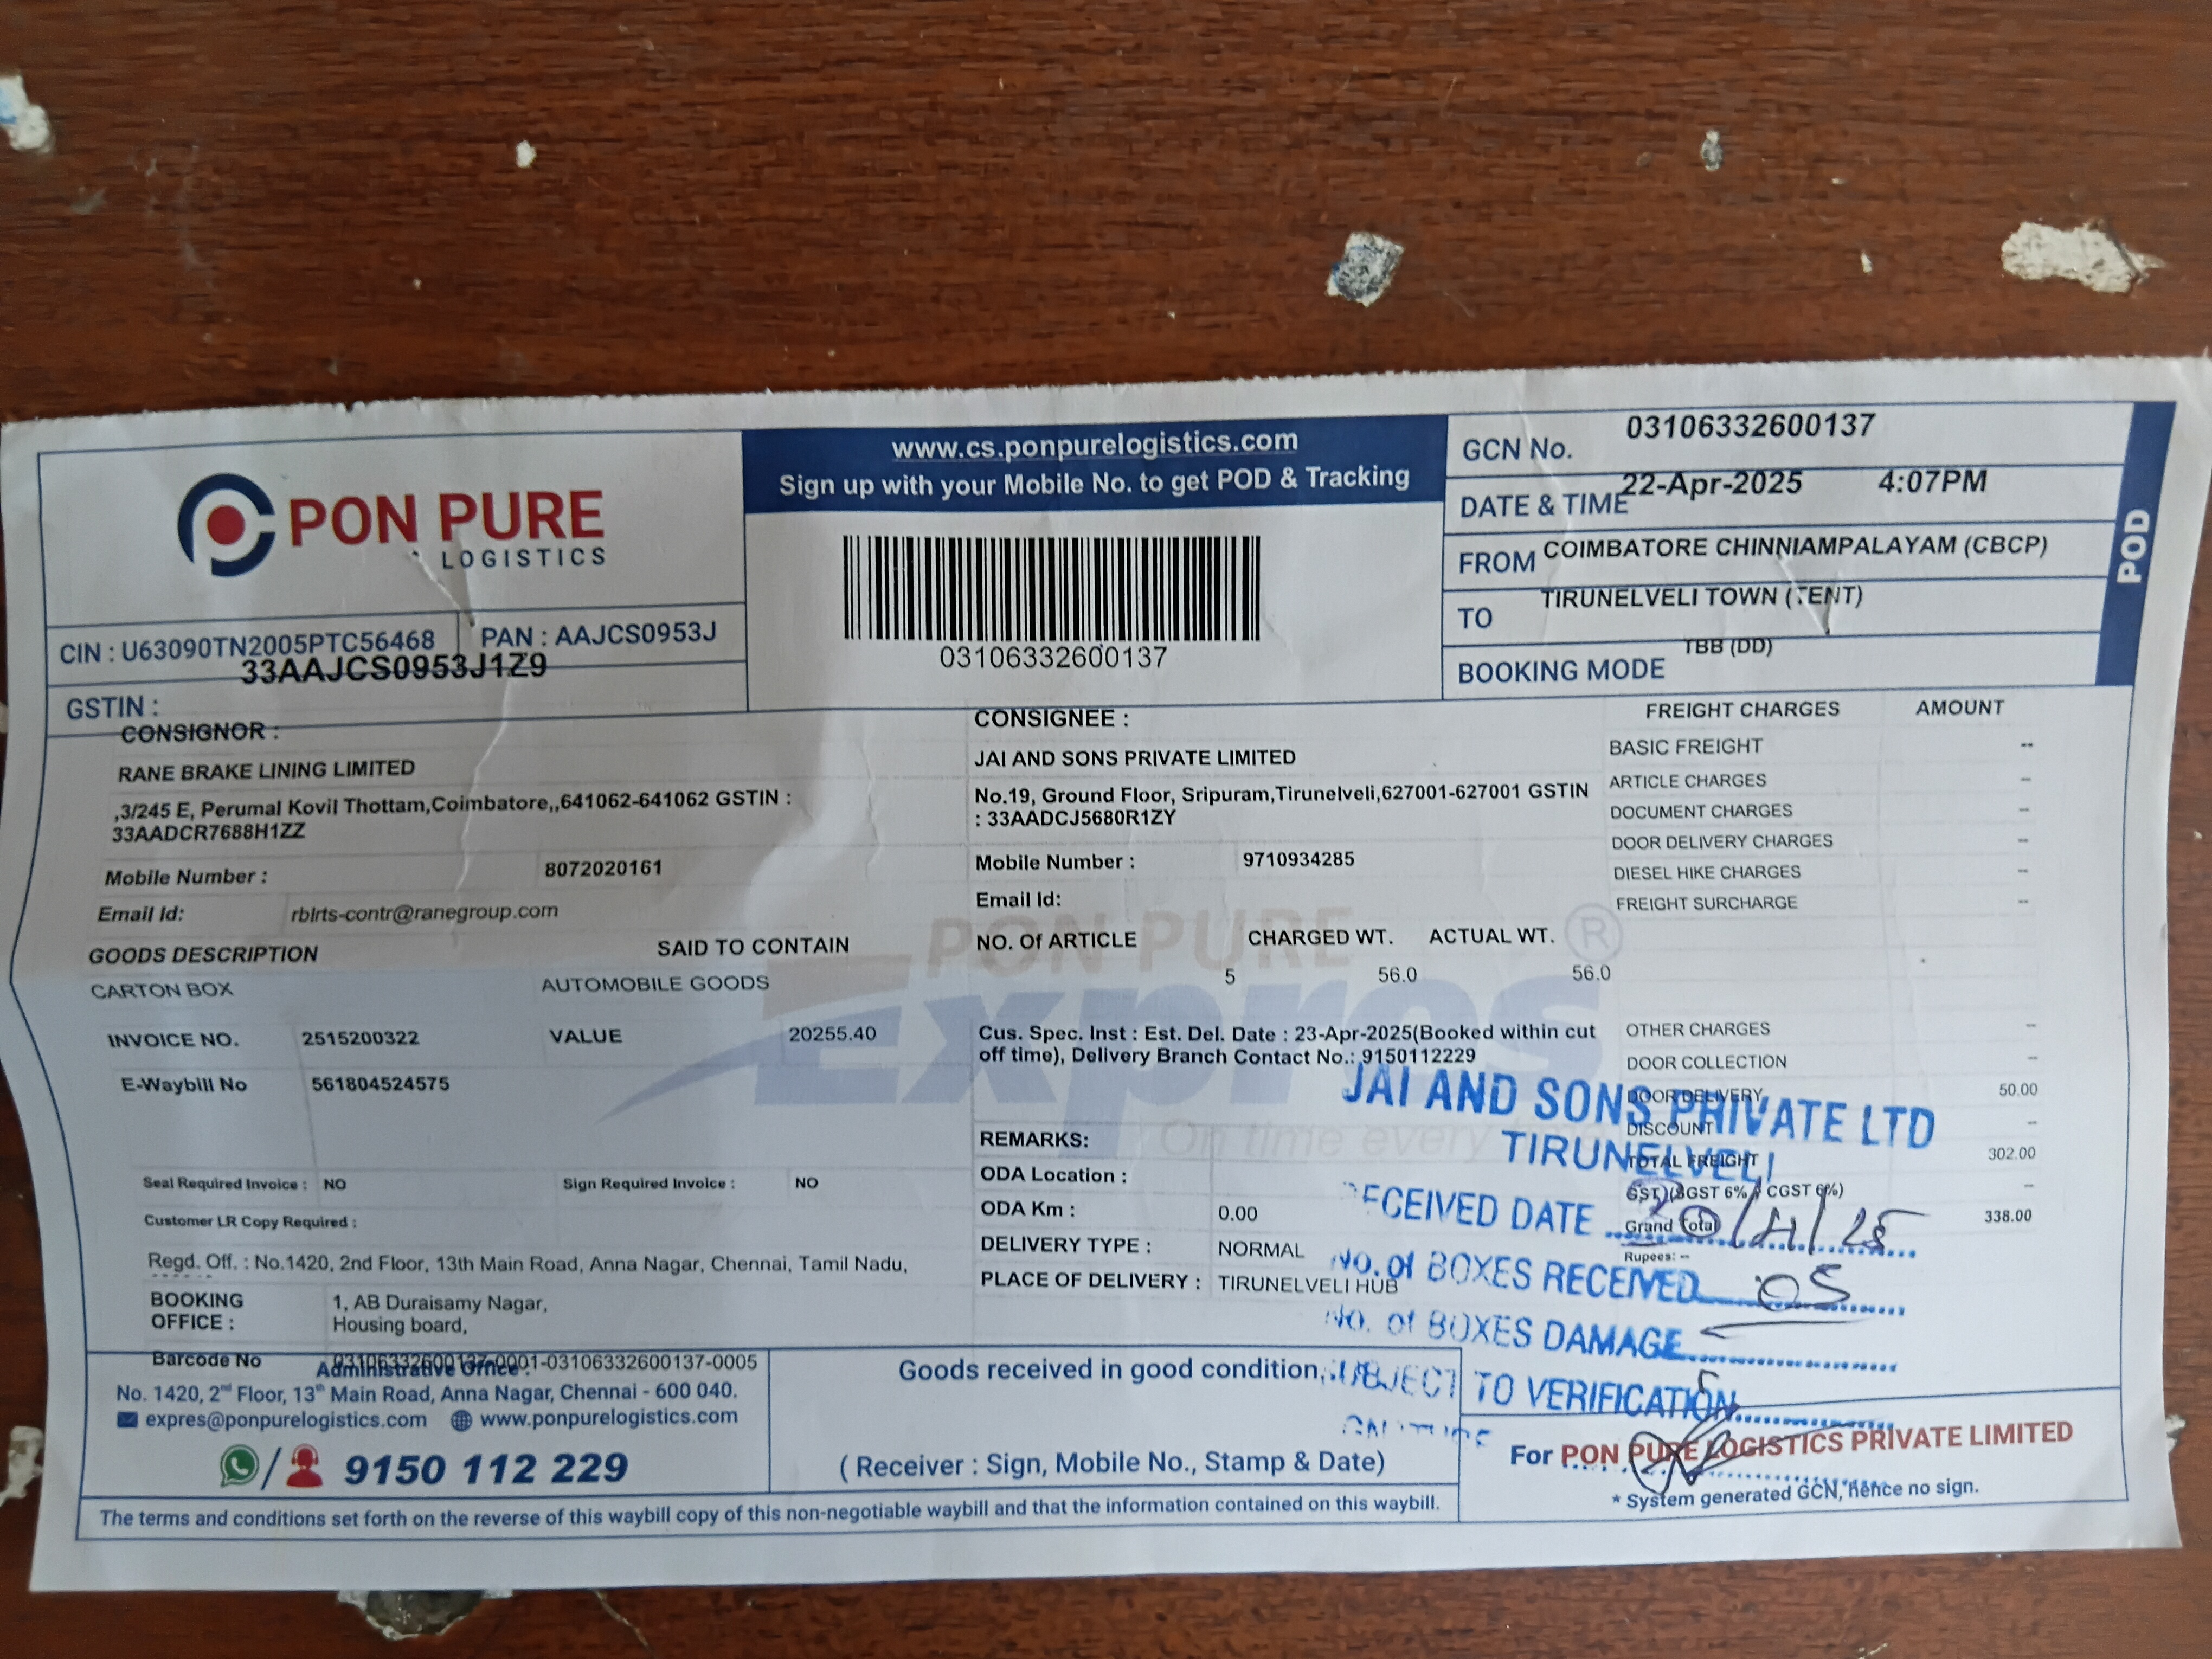 PON PURE
LOGISTICS
CIN : U63090TN2005PTC56468 PAN : AAJCS0953J
33AAJCS0953J1Z9
GSTIN :
www.cs.ponpurelogistics.com
Sign up with your Mobile No. to get POD & Tracking
03106332600137
GCN No. 03106332600137
DATE & TIME 22-Apr-2025 4:07PM
FROM COIMBATORE CHINNIAMPALAYAM (CBCP)
TO TIRUNELVELI TOWN (TENT)
BOOKING MODE TBB (DD)
POD
CONSIGNOR :
RANE BRAKE LINING LIMITED
,3/245 E, Perumal Kovil Thottam,Coimbatore,,641062-641062 GSTIN :
33AADCR7688H1ZZ
Mobile Number : 8072020161
Email Id: rblrts-contr@ranegroup.com
CONSIGNEE :
JAI AND SONS PRIVATE LIMITED
No.19, Ground Floor, Sripuram,Tirunelveli,627001-627001 GSTIN
: 33AADCJ5680R1ZY
Mobile Number : 9710934285
Email Id:
FREIGHT CHARGES AMOUNT
BASIC FREIGHT --
ARTICLE CHARGES --
DOCUMENT CHARGES --
DOOR DELIVERY CHARGES --
DIESEL HIKE CHARGES --
FREIGHT SURCHARGE --
GOODS DESCRIPTION SAID TO CONTAIN
CARTON BOX AUTOMOBILE GOODS
NO. Of ARTICLE CHARGED WT. ACTUAL WT.
5 56.0 56.0
PON PURE ®
Expres
On time every
INVOICE NO. 2515200322 VALUE 20255.40
E-Waybill No 561804524575
Cus. Spec. Inst : Est. Del. Date : 23-Apr-2025(Booked within cut
off time), Delivery Branch Contact No.: 9150112229
OTHER CHARGES --
DOOR COLLECTION --
DOOR DELIVERY 50.00
DISCOUNT --
TOTAL FREIGHT 302.00
GST (SGST 6% CGST 6%) --
Grand Total 338.00
Rupees: --
Seal Required Invoice : NO Sign Required Invoice : NO
Customer LR Copy Required :
Regd. Off. : No.1420, 2nd Floor, 13th Main Road, Anna Nagar, Chennai, Tamil Nadu,
BOOKING OFFICE : 1, AB Duraisamy Nagar,
Housing board,
Barcode No 03106332600137-0001-03106332600137-0005
REMARKS:
ODA Location :
ODA Km : 0.00
DELIVERY TYPE : NORMAL
PLACE OF DELIVERY : TIRUNELVELI HUB
JAI AND SONS PRIVATE LTD
TIRUNELVELI
RECEIVED DATE /4/25
NO. of BOXES RECEIVED 05
NO. of BOXES DAMAGE
SUBJECT TO VERIFICATION
Administrative Office :
No. 1420, 2nd Floor, 13th Main Road, Anna Nagar, Chennai - 600 040.
expres@ponpurelogistics.com www.ponpurelogistics.com
/ 9150 112 229
Goods received in good condition,
( Receiver : Sign, Mobile No., Stamp & Date)
For PON PURE LOGISTICS PRIVATE LIMITED
* System generated GCN, hence no sign.
The terms and conditions set forth on the reverse of this waybill copy of this non-negotiable waybill and that the information contained on this waybill.